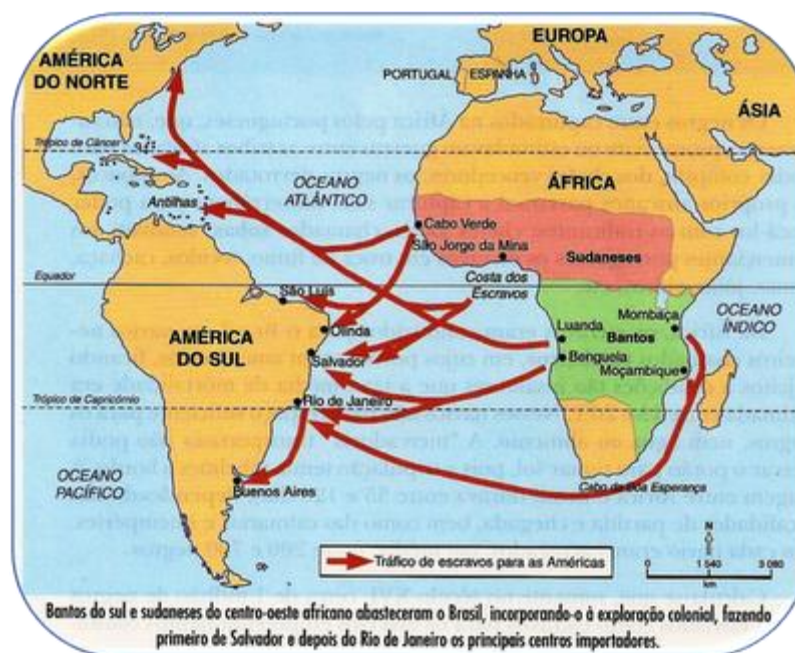 EUROPA
AMÉRICA
DO NORTE
PORTUGAL
ESPANHA
ÁSIA
Trópico de Câncer
OCEANO
ATLÂNTICO
ÁFRICA
Antilhas
Cabo Verde
São Jorge da Mina
Sudaneses
Equador
Costa dos
Escravos
São Luís
Mombaça
OCEANO
ÍNDICO
Olinda
Luanda
Bantos
AMÉRICA
DO SUL
Salvador
Benguela
Moçambique
Trópico de Capricórnio
Rio de Janeiro
OCEANO
PACÍFICO
Buenos Aires
Cabo da Boa Esperança
N
Tráfico de escravos para as Américas
0 1 540 3 080
km
Bantos do sul e sudaneses do centro-oeste africano abasteceram o Brasil, incorporando-o à exploração colonial, fazendo
primeiro de Salvador e depois do Rio de Janeiro os principais centros importadores.